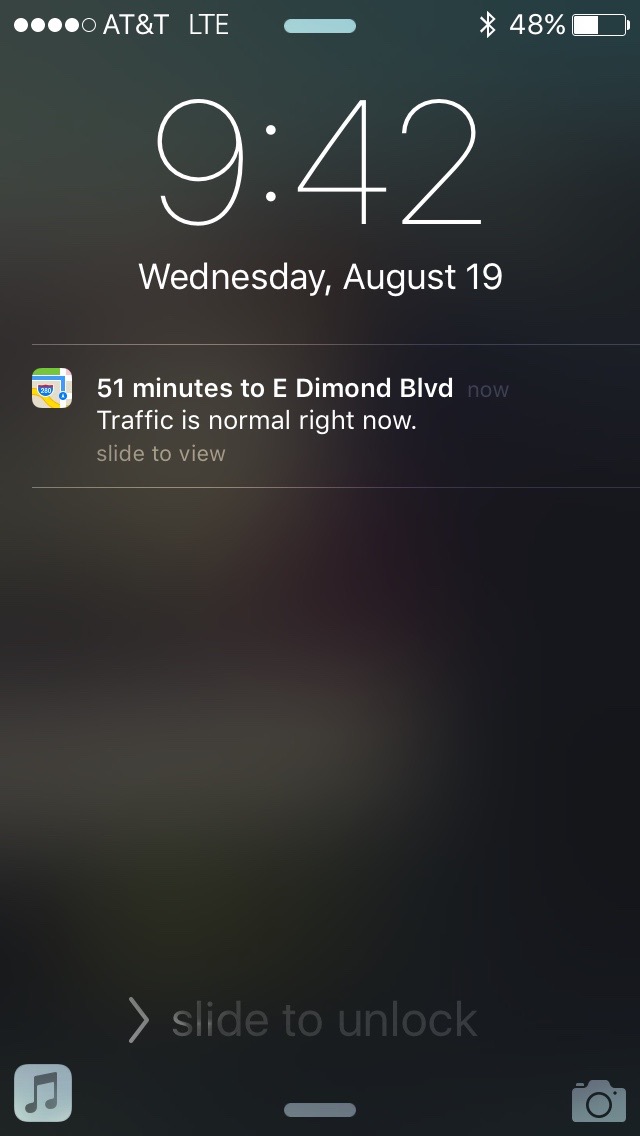 AT&T LTE 48%
9:42
Wednesday, August 19
51 minutes to E Dimond Blvd now
Traffic is normal right now.
slide to view
slide to unlock